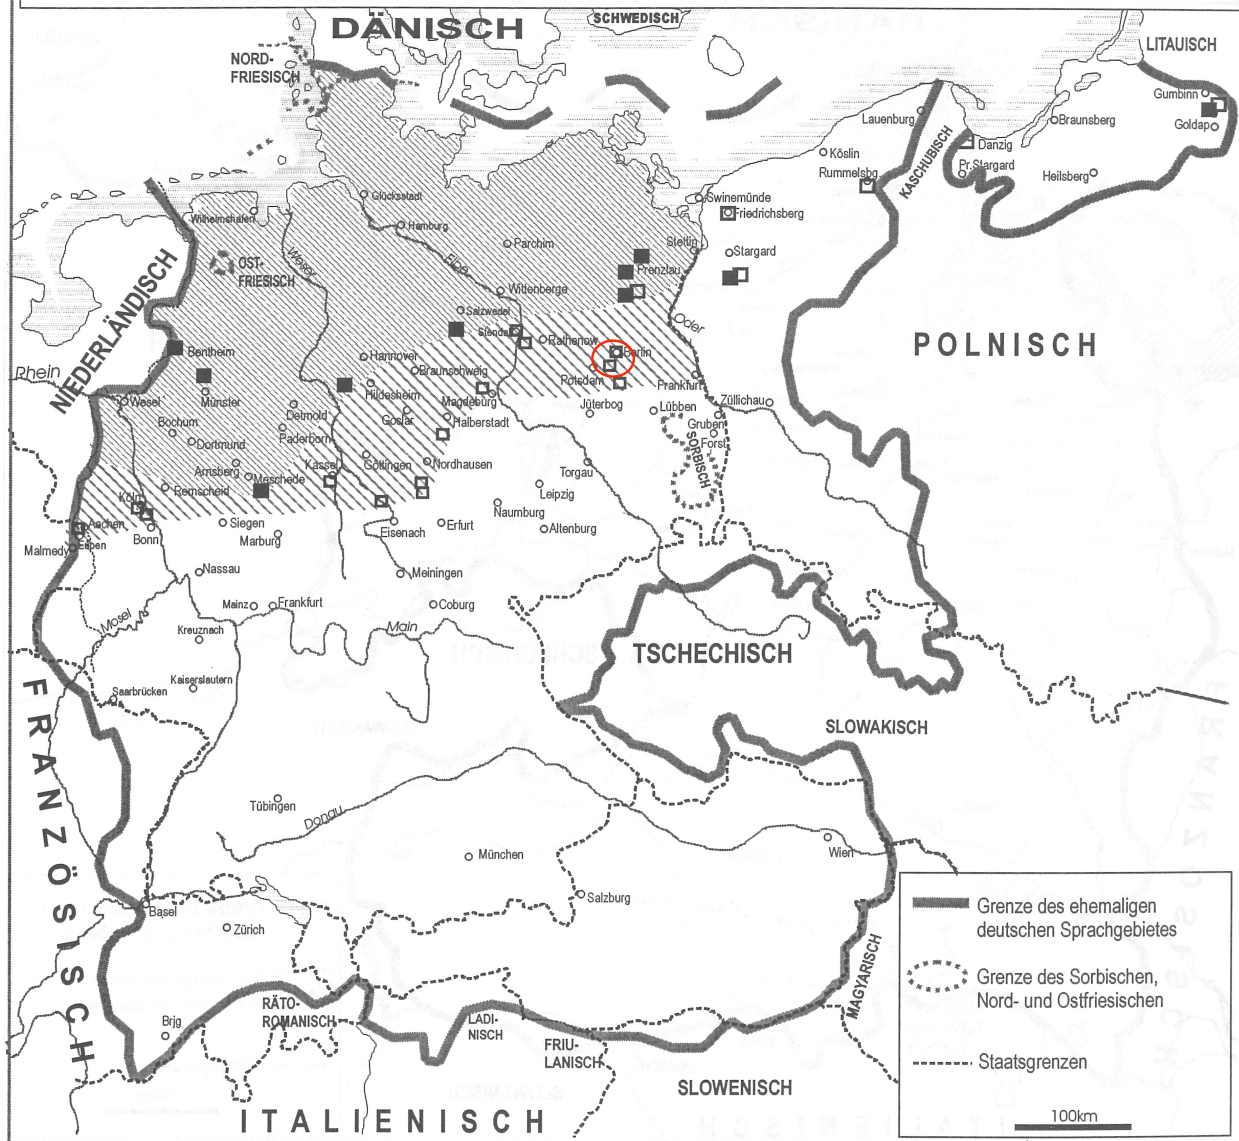 DÄNISCH
SCHWEDISCH
NORD-
FRIESISCH
LITAUISCH
Gumbinn
Goldap
Lauenburg
Braunsberg
Danzig
Köslin
KASCHUBISCH
Pr.Stargard
Rummelsbg.
Heilsberg
Glückstadt
Swinemünde
Friedrichsberg
Wilhelmshafen
Hamburg
Parchim
Stettin
Stargard
Weser
Elbe
OST-
FRIESISCH
Prenzlau
Wittenberge
NIEDERLÄNDISCH
Salzwedel
Oder
Stendal
Rathenow
POLNISCH
Bentheim
Hannover
Berlin
Rhein
Braunschweig
Potsdam
Frankfurt
Hildesheim
Wesel
Münster
Detmold
Magdeburg
Jüterbog
Lübben
Züllichau
Bochum
Goslar
Halberstadt
Gruben
Dortmund
Paderborn
Forst
SORBISCH
Arnsberg
Kassel
Göttingen
Nordhausen
Torgau
Meschede
Remscheid
Leipzig
Köln
Naumburg
Aachen
Siegen
Eisenach
Erfurt
Altenburg
Bonn
Marburg
Eupen
Malmedy
Nassau
Meiningen
Mainz
Frankfurt
Coburg
Mosel
Kreuznach
Main
TSCHECHISCH
Kaiserslautern
Saarbrücken
FRANZÖSISCH
SLOWAKISCH
Tübingen
Donau
München
Wien
Salzburg
Basel
Zürich
MAGYARISCH
RÄTO-
ROMANISCH
Brig
LADI-
NISCH
FRIU-
LANISCH
SLOWENISCH
ITALIENISCH
Grenze des ehemaligen
deutschen Sprachgebietes
Grenze des Sorbischen,
Nord- und Ostfriesischen
Staatsgrenzen
100km